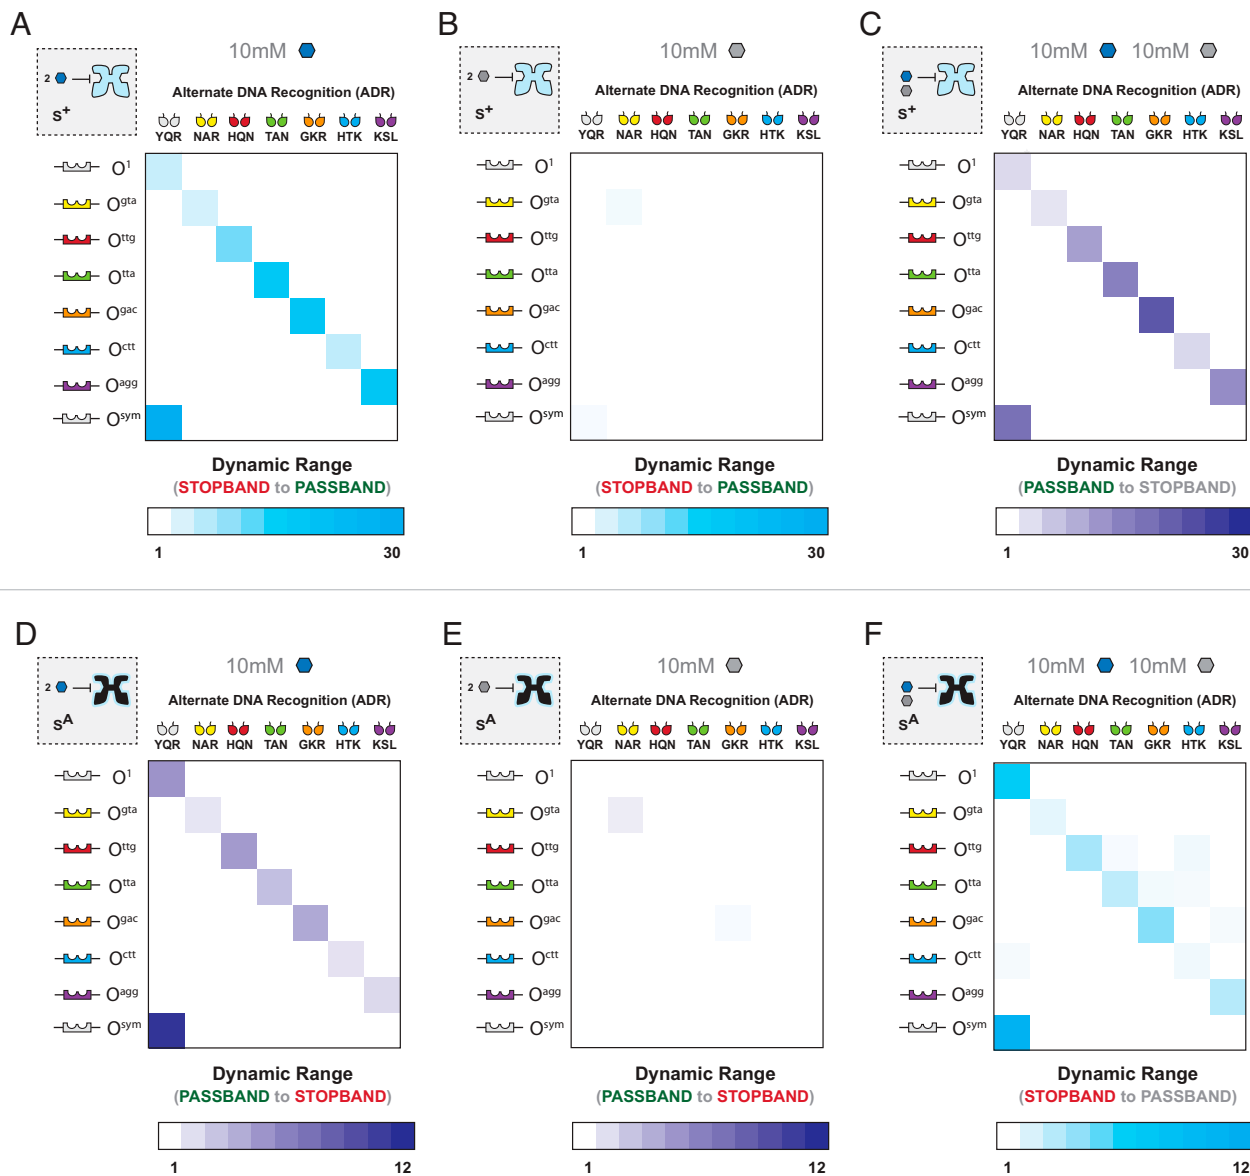 A
10mM
2
S+
Alternate DNA Recognition (ADR)
YQR NAR HQN TAN GKR HTK KSL
O1
Ogta
Ottg
Otta
Ogac
Octt
Oagg
Osym
Dynamic Range
(STOPBAND to PASSBAND)
1 30
B
10mM
2
S+
Alternate DNA Recognition (ADR)
YQR NAR HQN TAN GKR HTK KSL
O1
Ogta
Ottg
Otta
Ogac
Octt
Oagg
Osym
Dynamic Range
(STOPBAND to PASSBAND)
1 30
C
10mM 10mM
S+
Alternate DNA Recognition (ADR)
YQR NAR HQN TAN GKR HTK KSL
O1
Ogta
Ottg
Otta
Ogac
Octt
Oagg
Osym
Dynamic Range
(PASSBAND to STOPBAND)
1 30
D
10mM
2
SA
Alternate DNA Recognition (ADR)
YQR NAR HQN TAN GKR HTK KSL
O1
Ogta
Ottg
Otta
Ogac
Octt
Oagg
Osym
Dynamic Range
(PASSBAND to STOPBAND)
1 12
E
10mM
2
SA
Alternate DNA Recognition (ADR)
YQR NAR HQN TAN GKR HTK KSL
O1
Ogta
Ottg
Otta
Ogac
Octt
Oagg
Osym
Dynamic Range
(PASSBAND to STOPBAND)
1 12
F
10mM 10mM
SA
Alternate DNA Recognition (ADR)
YQR NAR HQN TAN GKR HTK KSL
O1
Ogta
Ottg
Otta
Ogac
Octt
Oagg
Osym
Dynamic Range
(STOPBAND to PASSBAND)
1 12